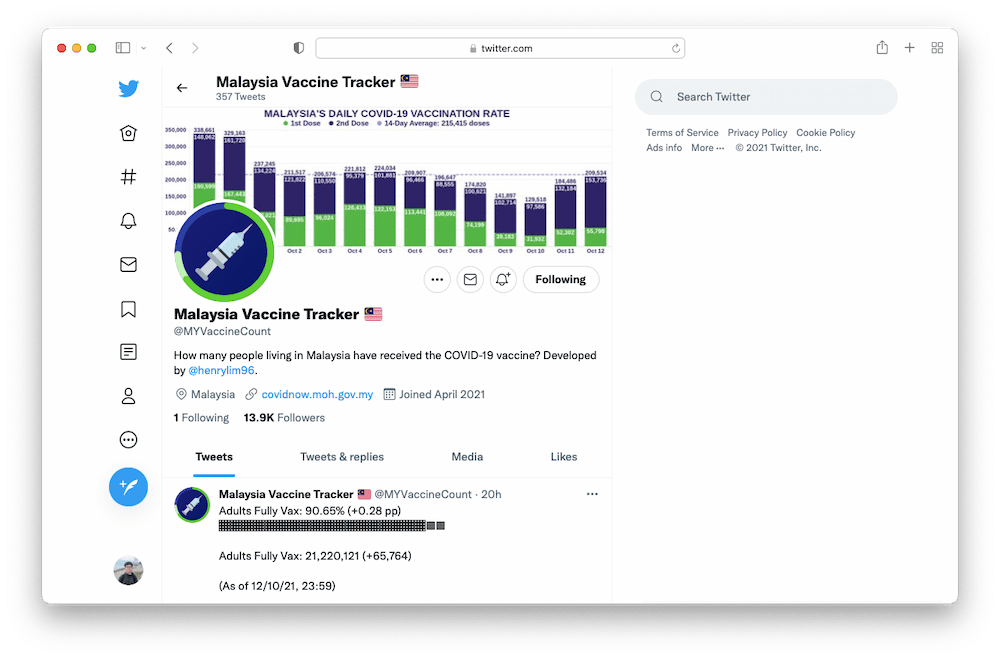 twitter.com
Malaysia Vaccine Tracker 🇲🇾
357 Tweets
Search Twitter
MALAYSIA'S DAILY COVID-19 VACCINATION RATE
1st Dose 2nd Dose 14-Day Average: 215,415 doses
350,000
300,000
250,000
200,000
150,000
100,000
50,
338,661 329,163 237,245 211,517 206,574 221,812 224,034 209,907 196,647 174,820 141,897 129,518 184,486 209,534
148,062 161,720 134,224 121,822 110,550 95,379 101,881 96,466 88,555 100,621 102,714 97,586 132,184 153,736
190,599 167,443 89,695 96,024 126,433 122,153 113,441 108,092 74,199 39,183 31,932 52,302 55,798
Oct 2 Oct 3 Oct 4 Oct 5 Oct 6 Oct 7 Oct 8 Oct 9 Oct 10 Oct 11 Oct 12
Terms of Service Privacy Policy Cookie Policy
Ads info More ··· © 2021 Twitter, Inc.
Following
Malaysia Vaccine Tracker 🇲🇾
@MYVaccineCount
How many people living in Malaysia have received the COVID-19 vaccine? Developed
by @henrylim96.
Malaysia covidnow.moh.gov.my Joined April 2021
1 Following 13.9K Followers
Tweets Tweets & replies Media Likes
Malaysia Vaccine Tracker 🇲🇾 @MYVaccineCount · 20h
Adults Fully Vax: 90.65% (+0.28 pp)
Adults Fully Vax: 21,220,121 (+65,764)
(As of 12/10/21, 23:59)